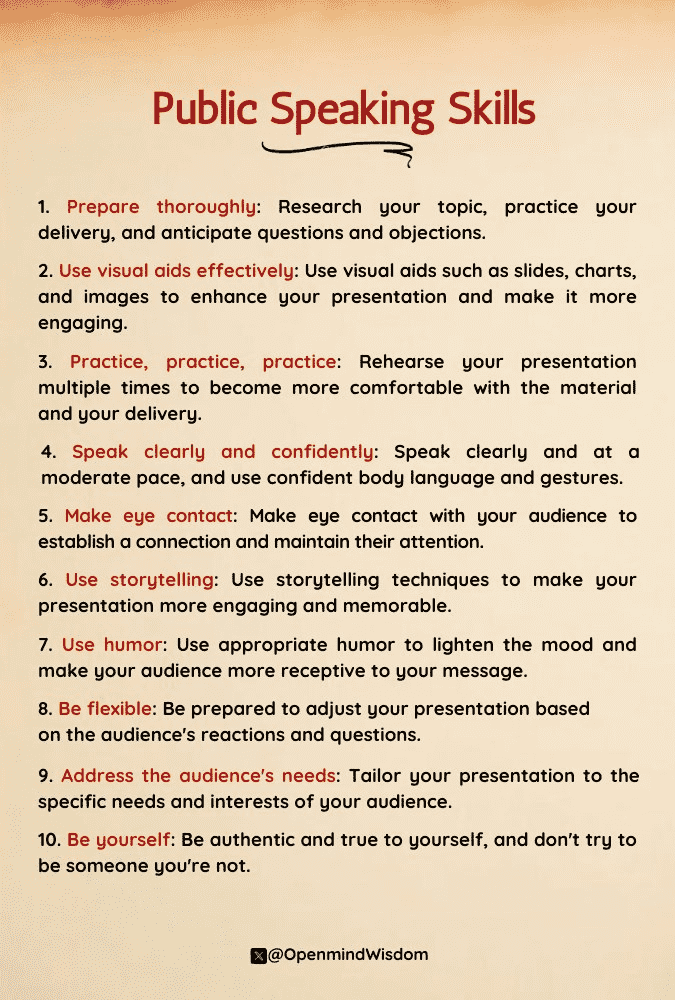 Public Speaking Skills
1. Prepare thoroughly: Research your topic, practice your
delivery, and anticipate questions and objections.
2. Use visual aids effectively: Use visual aids such as slides, charts,
and images to enhance your presentation and make it more
engaging.
3. Practice, practice, practice: Rehearse your presentation
multiple times to become more comfortable with the material
and your delivery.
4. Speak clearly and confidently: Speak clearly and at a
moderate pace, and use confident body language and gestures.
5. Make eye contact: Make eye contact with your audience to
establish a connection and maintain their attention.
6. Use storytelling: Use storytelling techniques to make your
presentation more engaging and memorable.
7. Use humor: Use appropriate humor to lighten the mood and
make your audience more receptive to your message.
8. Be flexible: Be prepared to adjust your presentation based
on the audience's reactions and questions.
9. Address the audience's needs: Tailor your presentation to the
specific needs and interests of your audience.
10. Be yourself: Be authentic and true to yourself, and don't try to
be someone you're not.
@OpenmindWisdom